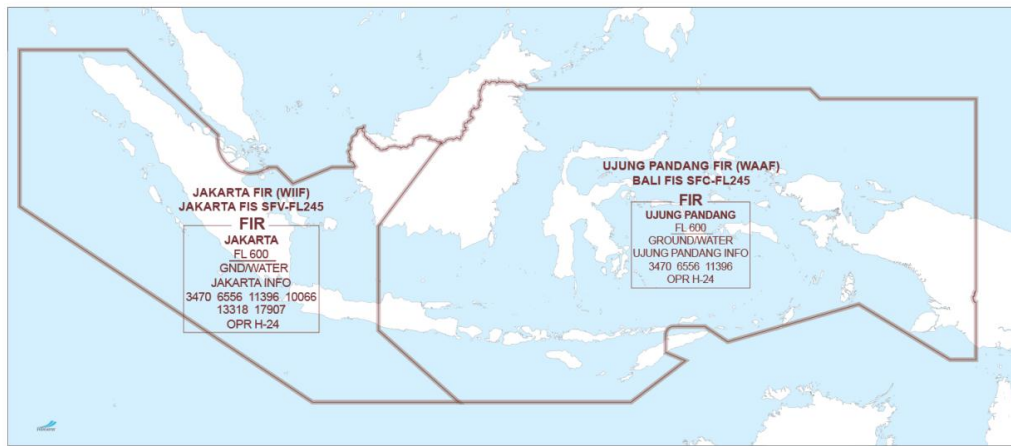 JAKARTA FIR (WIIF)
JAKARTA FIS SFV-FL245
FIR
JAKARTA
FL 600
GND/WATER
JAKARTA INFO
3470 6556 11396 10066
13318 17907
OPR H-24
UJUNG PANDANG FIR (WAAF)
BALI FIS SFC-FL245
FIR
UJUNG PANDANG
FL 600
GROUND/WATER
UJUNG PANDANG INFO
3470 6556 11396
OPR H-24